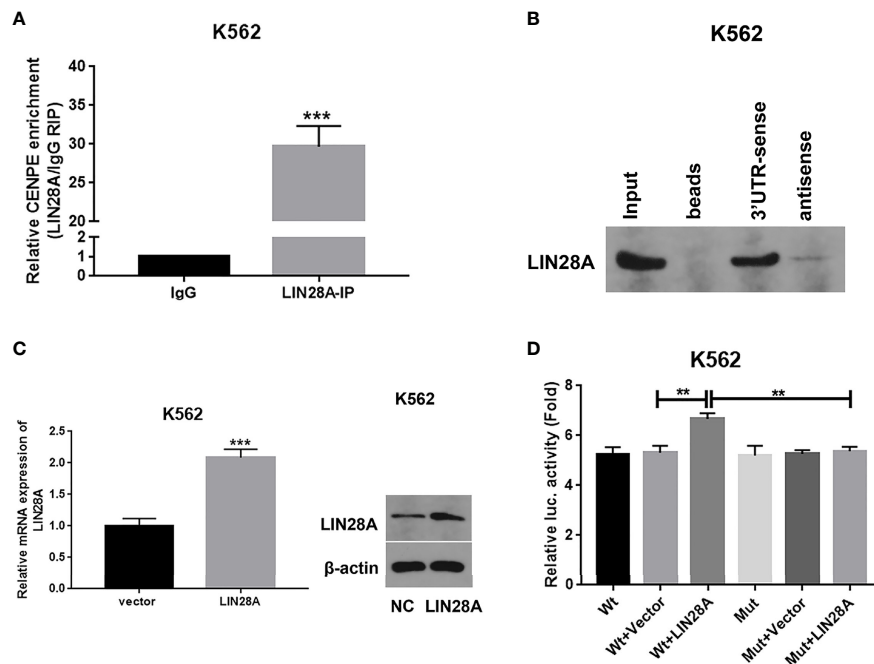 A
K562
Relative CENPE enrichment
(LIN28A/IgG RIP)
40
35
30
25
20
2
1
0
***
IgG
LIN28A-IP
B
K562
Input
beads
3'UTR-sense
antisense
LIN28A
C
K562
Relative mRNA expression of
LIN28A
2.5
2.0
1.5
1.0
0.5
0.0
***
vector
LIN28A
K562
LIN28A
β-actin
NC LIN28A
D
K562
Relative luc. activity (Fold)
8
6
4
2
0
**
**
Wt
Wt+Vector
Wt+LIN28A
Mut
Mut+Vector
Mut+LIN28A